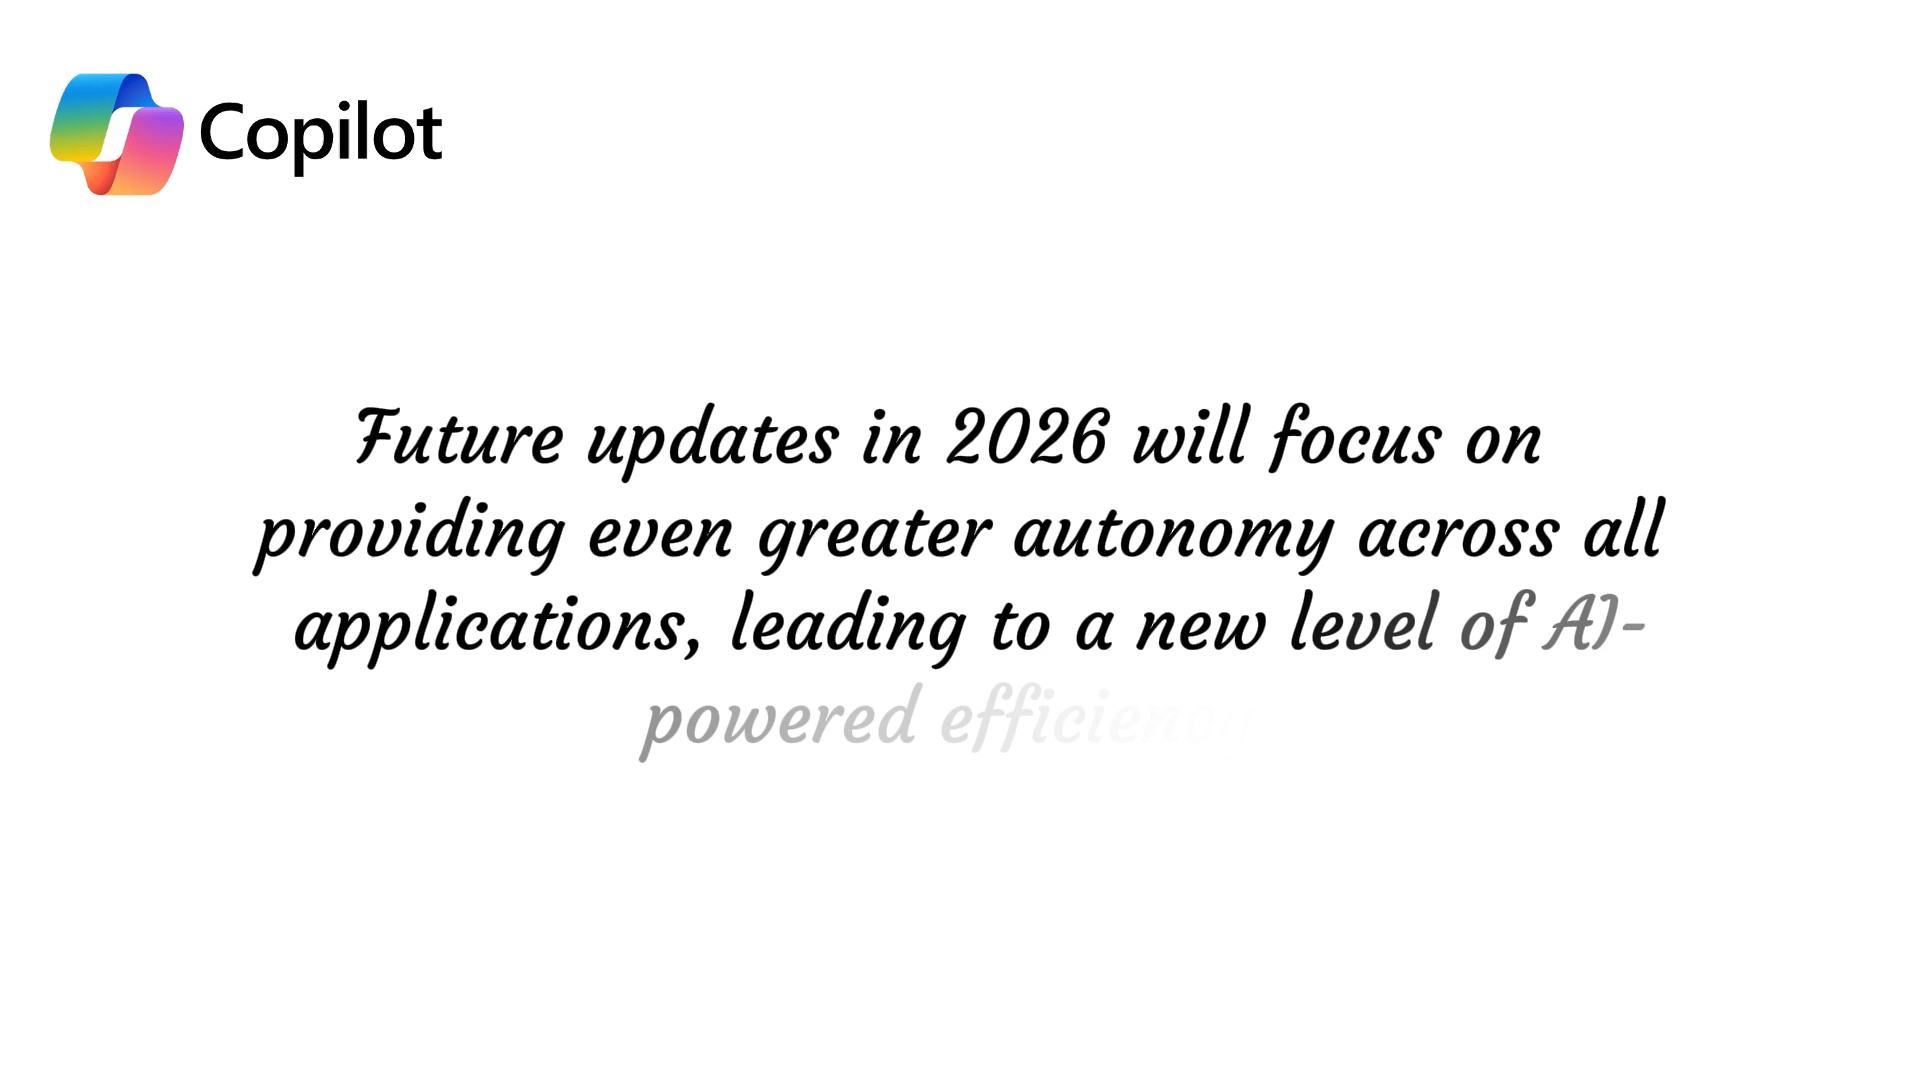 Copilot
Future updates in 2026 will focus on
providing even greater autonomy across all
applications, leading to a new level of AI-
powered efficiency